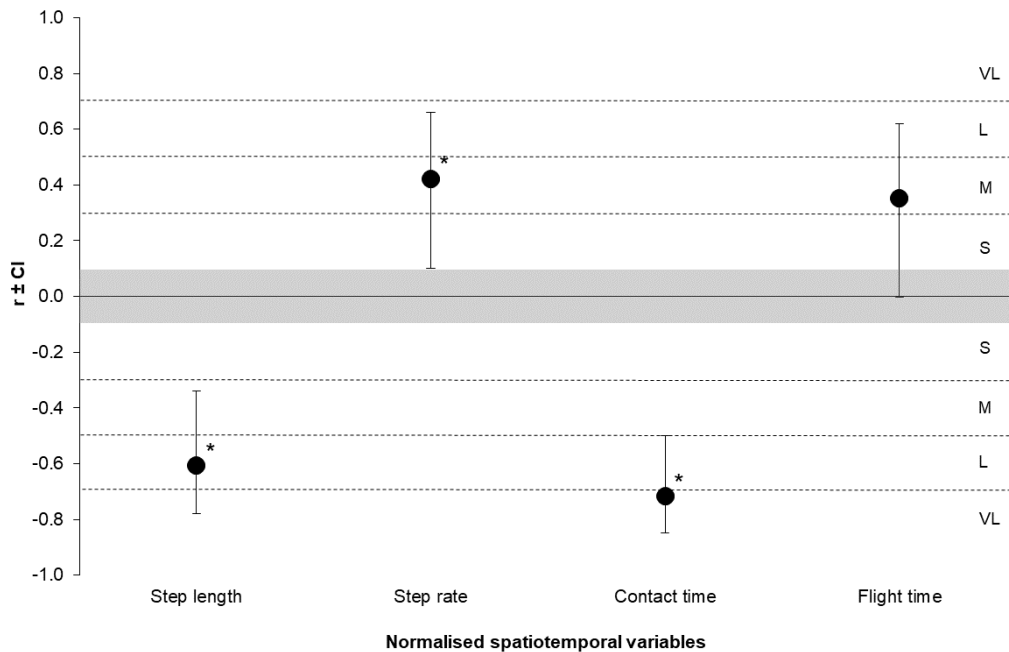 1.0
0.8
VL
0.6
L
*
0.4
M
0.2
S
0.0
-0.2
S
-0.4
M
*
-0.6
L
*
-0.8
VL
-1.0
r ± CI
Step length Step rate Contact time Flight time
Normalised spatiotemporal variables